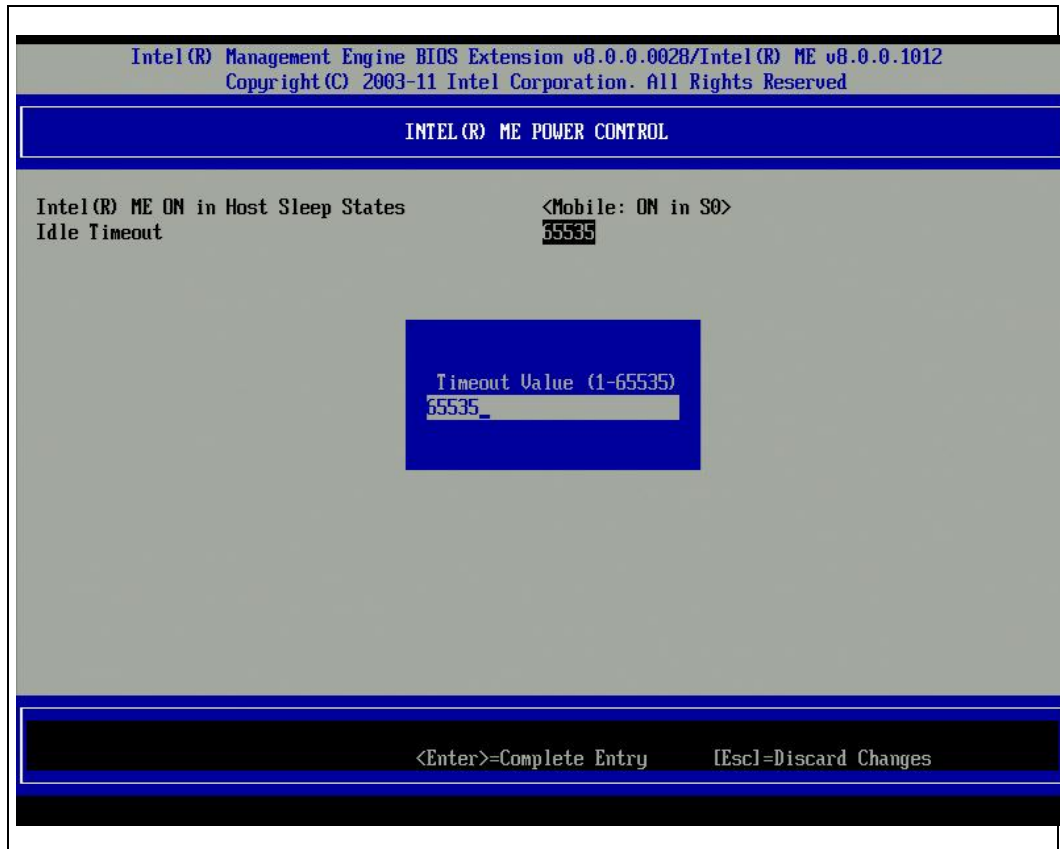 Intel(R) Management Engine BIOS Extension v8.0.0.0028/Intel(R) ME v8.0.0.1012
Copyright(C) 2003-11 Intel Corporation. All Rights Reserved
INTEL(R) ME POWER CONTROL
Intel(R) ME ON in Host Sleep States <Mobile: ON in S0>
Idle Timeout 65535
Timeout Value (1-65535)
65535_
<Enter>=Complete Entry [Esc]=Discard Changes